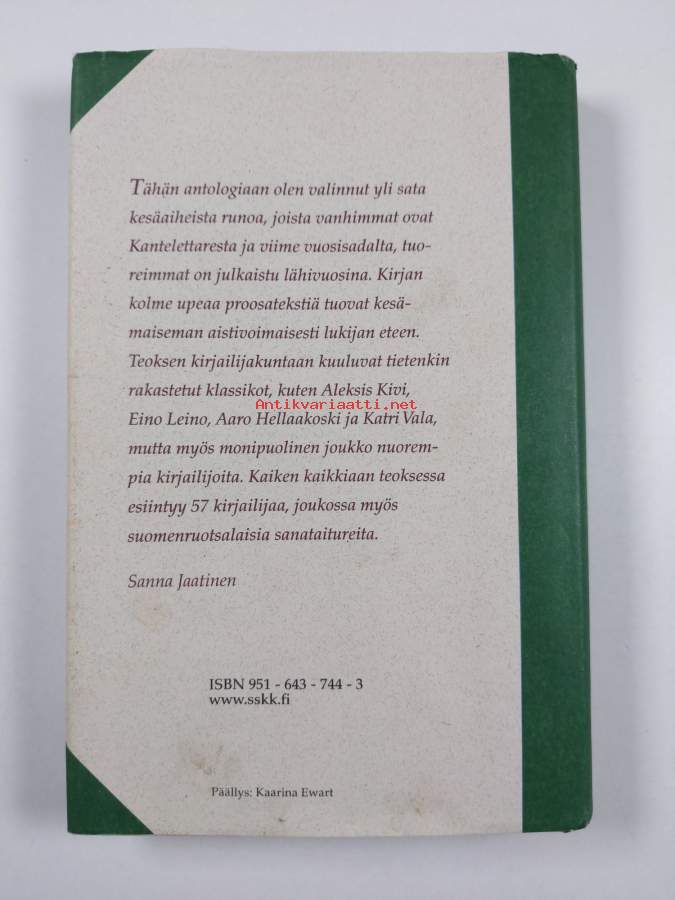 Tähän antologiaan olen valinnut yli sata
kesäaiheista runoa, joista vanhimmat ovat
Kantelettaresta ja viime vuosisadalta, tuo-
reimmat on julkaistu lähivuosina. Kirjan
kolme upeaa proosatekstiä tuovat kesä-
maiseman aistivoimaisesti lukijan eteen.
Teoksen kirjailijakuntaan kuuluvat tietenkin
rakastetut klassikot, kuten Aleksis Kivi,
Antikvariaatti.net
Eino Leino, Aaro Hellaakoski ja Katri Vala,
mutta myös monipuolinen joukko nuorem-
pia kirjailijoita. Kaiken kaikkiaan teoksessa
esiintyy 57 kirjailijaa, joukossa myös
suomenruotsalaisia sanataitureita.
Sanna Jaatinen
ISBN 951 - 643 - 744 - 3
www.sskk.fi
Päällys: Kaarina Ewart